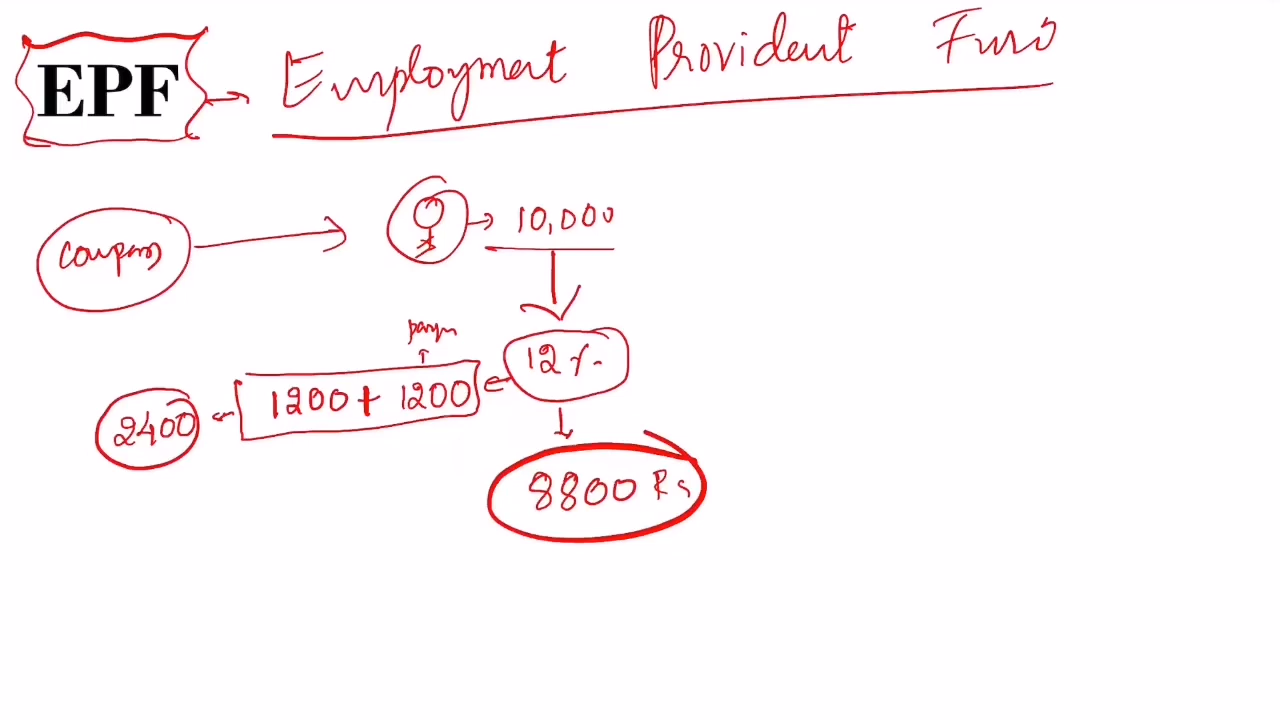 EPF → Employment Provident Fund
company → 10,000
12 %
1200 + 1200
2400
8800 Rs